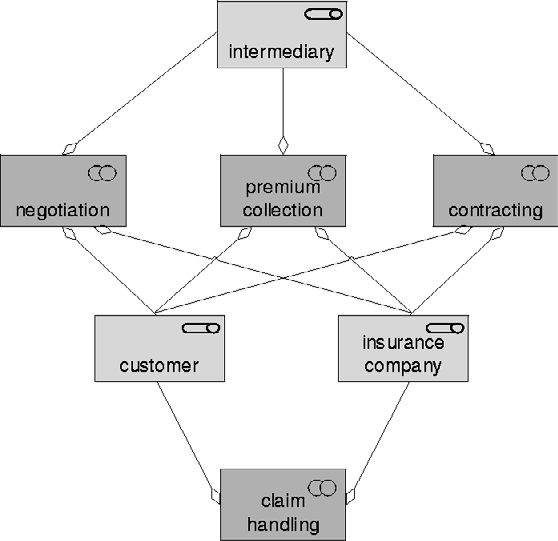 intermediary
negotiation
premium
collection
contracting
customer
insurance
company
claim
handling